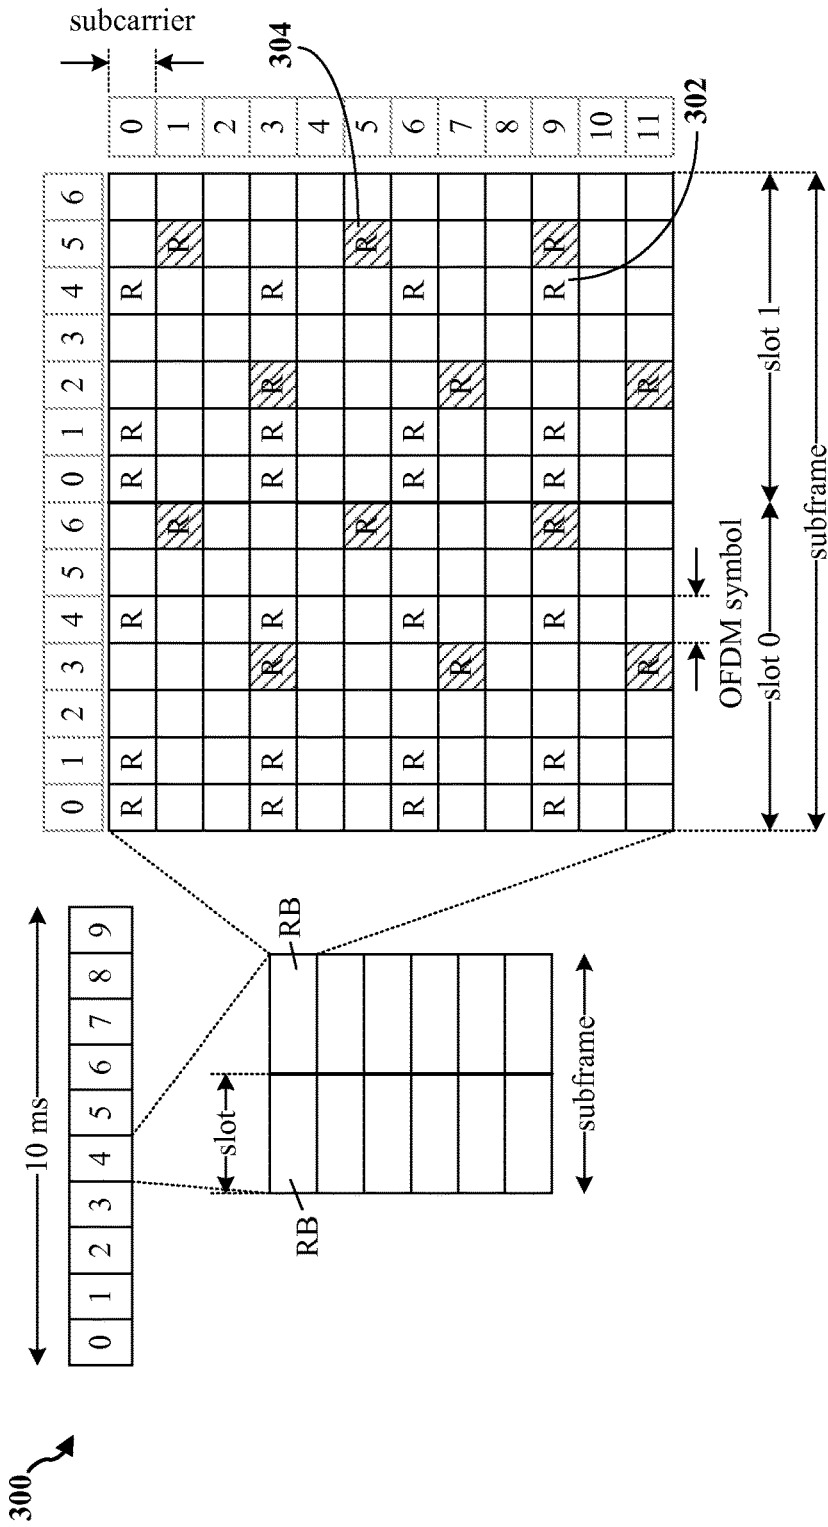 300
10 ms
0 1 2 3 4 5 6 7 8 9
0 1 2 3 4 5 6 0 1 2 3 4 5 6
subcarrier
R R R R R R 0
R R 1
2
R R R R R R R R 3
4
R R 5
R R R R R R 6
R R 7
8
R R R R R R R R 9
10
R R 11
304
302
slot
RB
RB
subframe
OFDM symbol
slot 0
slot 1
subframe